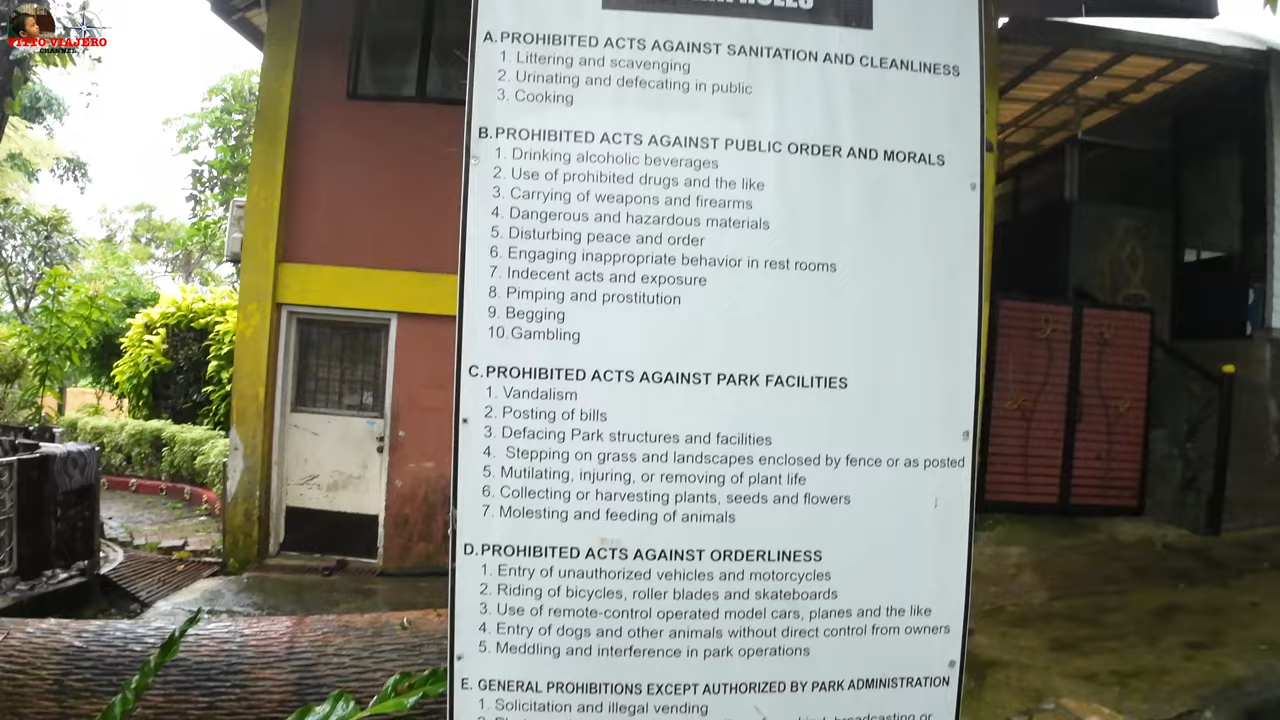 TITTO VIAJERO
CHANNEL
RULES
A. PROHIBITED ACTS AGAINST SANITATION AND CLEANLINESS
1. Littering and scavenging
2. Urinating and defecating in public
3. Cooking
B. PROHIBITED ACTS AGAINST PUBLIC ORDER AND MORALS
1. Drinking alcoholic beverages
2. Use of prohibited drugs and the like
3. Carrying of weapons and firearms
4. Dangerous and hazardous materials
5. Disturbing peace and order
6. Engaging inappropriate behavior in rest rooms
7. Indecent acts and exposure
8. Pimping and prostitution
9. Begging
10. Gambling
C. PROHIBITED ACTS AGAINST PARK FACILITIES
1. Vandalism
2. Posting of bills
3. Defacing Park structures and facilities
4. Stepping on grass and landscapes enclosed by fence or as posted
5. Mutilating, injuring, or removing of plant life
6. Collecting or harvesting plants, seeds and flowers
7. Molesting and feeding of animals
D. PROHIBITED ACTS AGAINST ORDERLINESS
1. Entry of unauthorized vehicles and motorcycles
2. Riding of bicycles, roller blades and skateboards
3. Use of remote-control operated model cars, planes and the like
4. Entry of dogs and other animals without direct control from owners
5. Meddling and interference in park operations
E. GENERAL PROHIBITIONS EXCEPT AUTHORIZED BY PARK ADMINISTRATION
1. Solicitation and illegal vending
broadcasting or